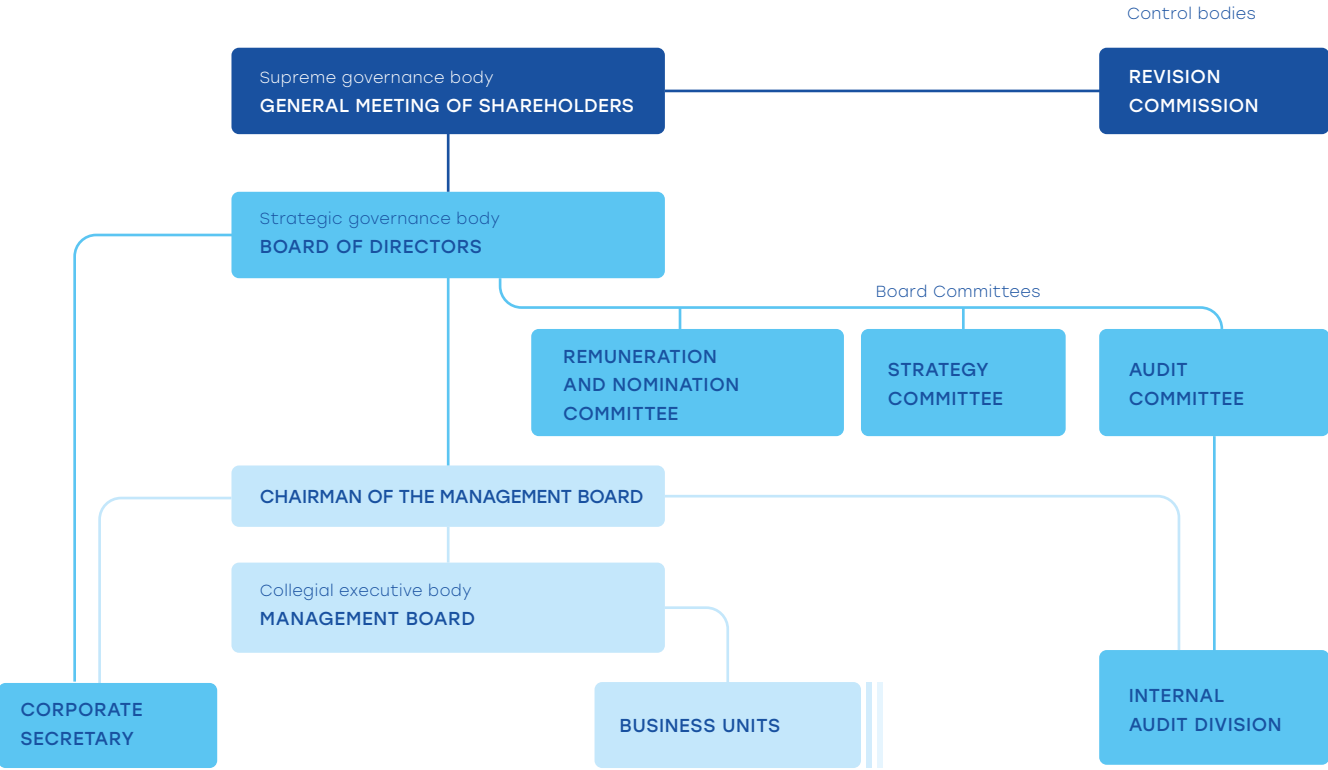 Control bodies
Supreme governance body
GENERAL MEETING OF SHAREHOLDERS
REVISION
COMMISSION
Strategic governance body
BOARD OF DIRECTORS
Board Committees
REMUNERATION
AND NOMINATION
COMMITTEE
STRATEGY
COMMITTEE
AUDIT
COMMITTEE
CHAIRMAN OF THE MANAGEMENT BOARD
Collegial executive body
MANAGEMENT BOARD
CORPORATE
SECRETARY
BUSINESS UNITS
INTERNAL
AUDIT DIVISION